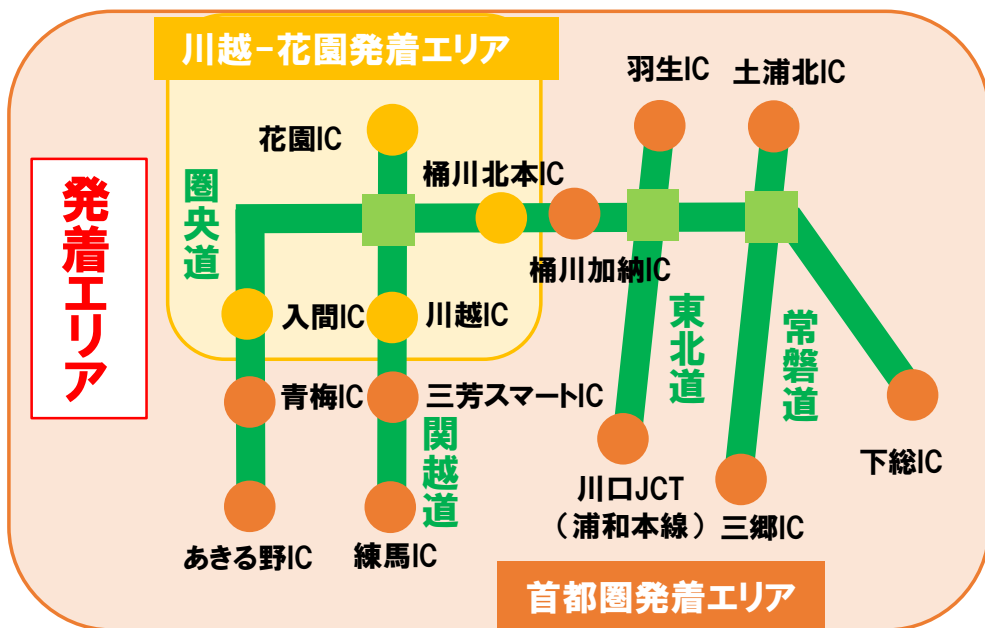 川越-花園発着エリア
羽生IC
土浦北IC
花園IC
桶川北本IC
発着エリア
圏央道
桶川加納IC
入間IC
川越IC
東北道
常磐道
青梅IC
三芳スマートIC
関越道
下総IC
川口JCT
(浦和本線)
三郷IC
あきる野IC
練馬IC
首都圏発着エリア